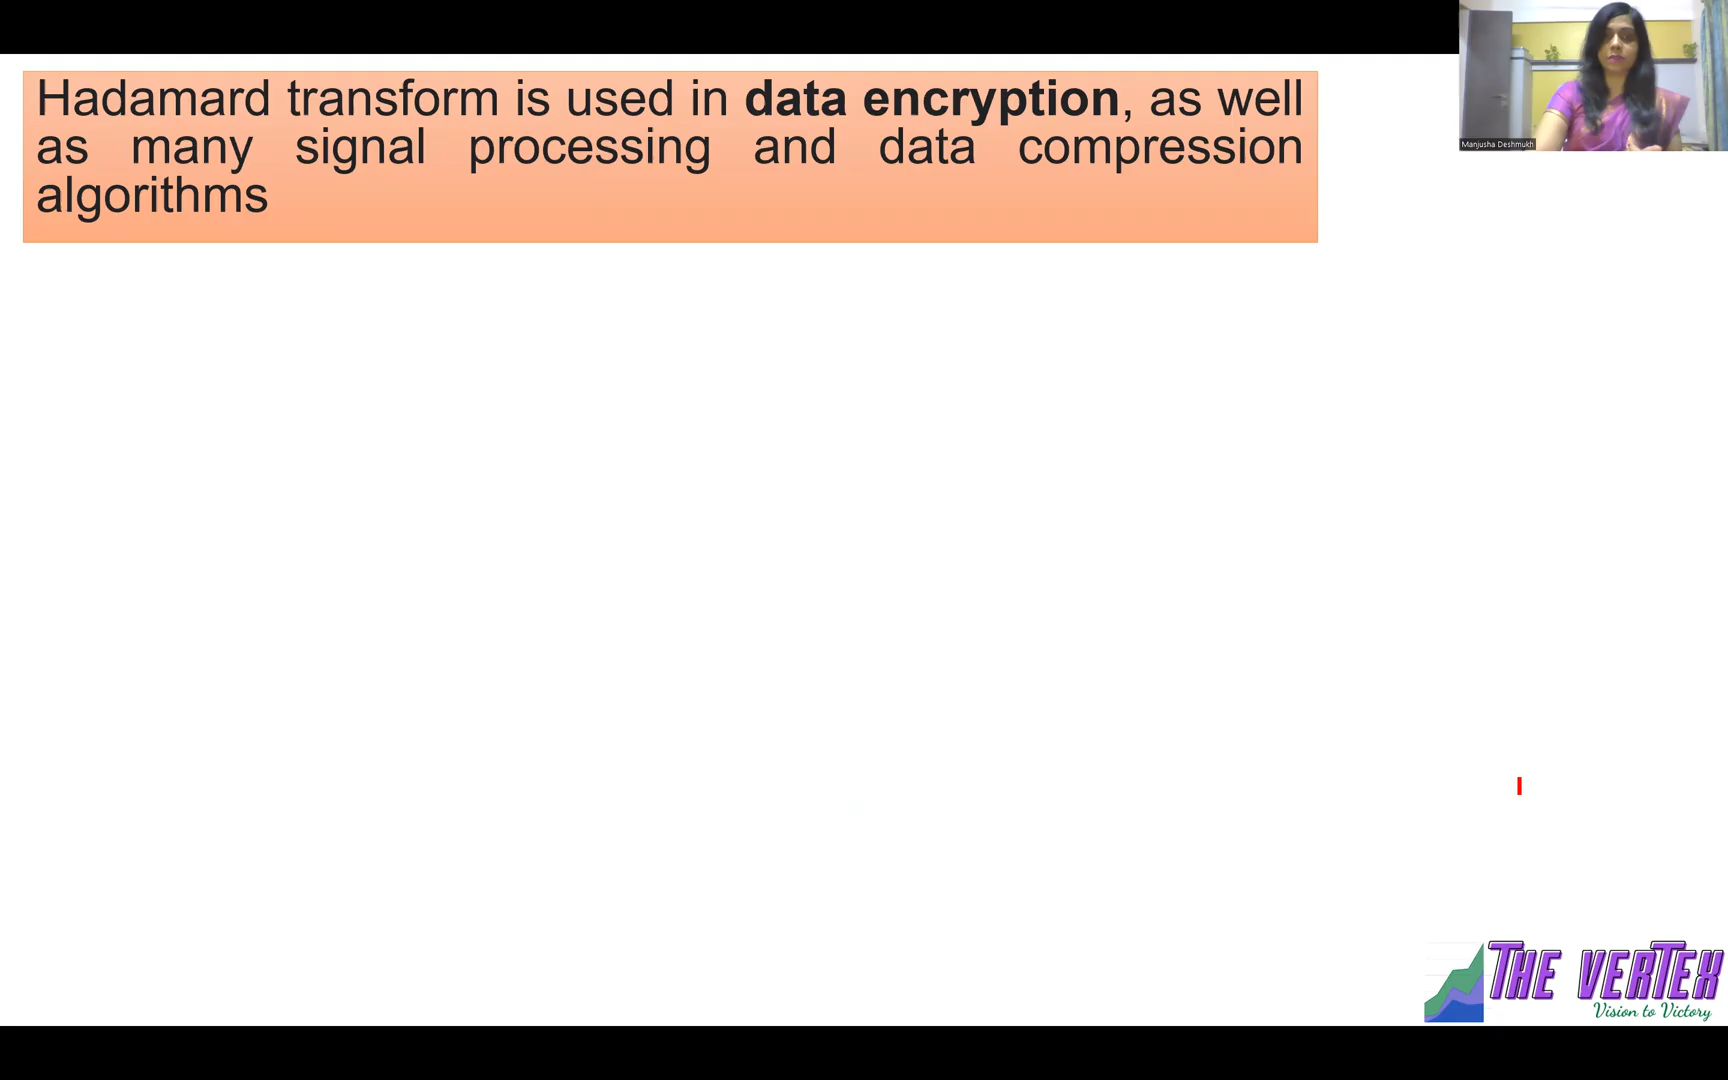 Hadamard transform is used in data encryption, as well
as many signal processing and data compression
algorithms
Manjusha Deshmukh
THE VERTEX
Vision to Victory